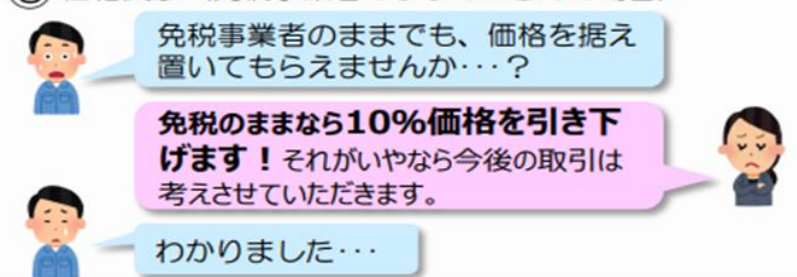 免税事業者のままでも、価格を据え
置いてもらえませんか・・・?
免税のままなら10%価格を引き下
げます！それがいやなら今後の取引は
考えさせていただきます。
わかりました・・・